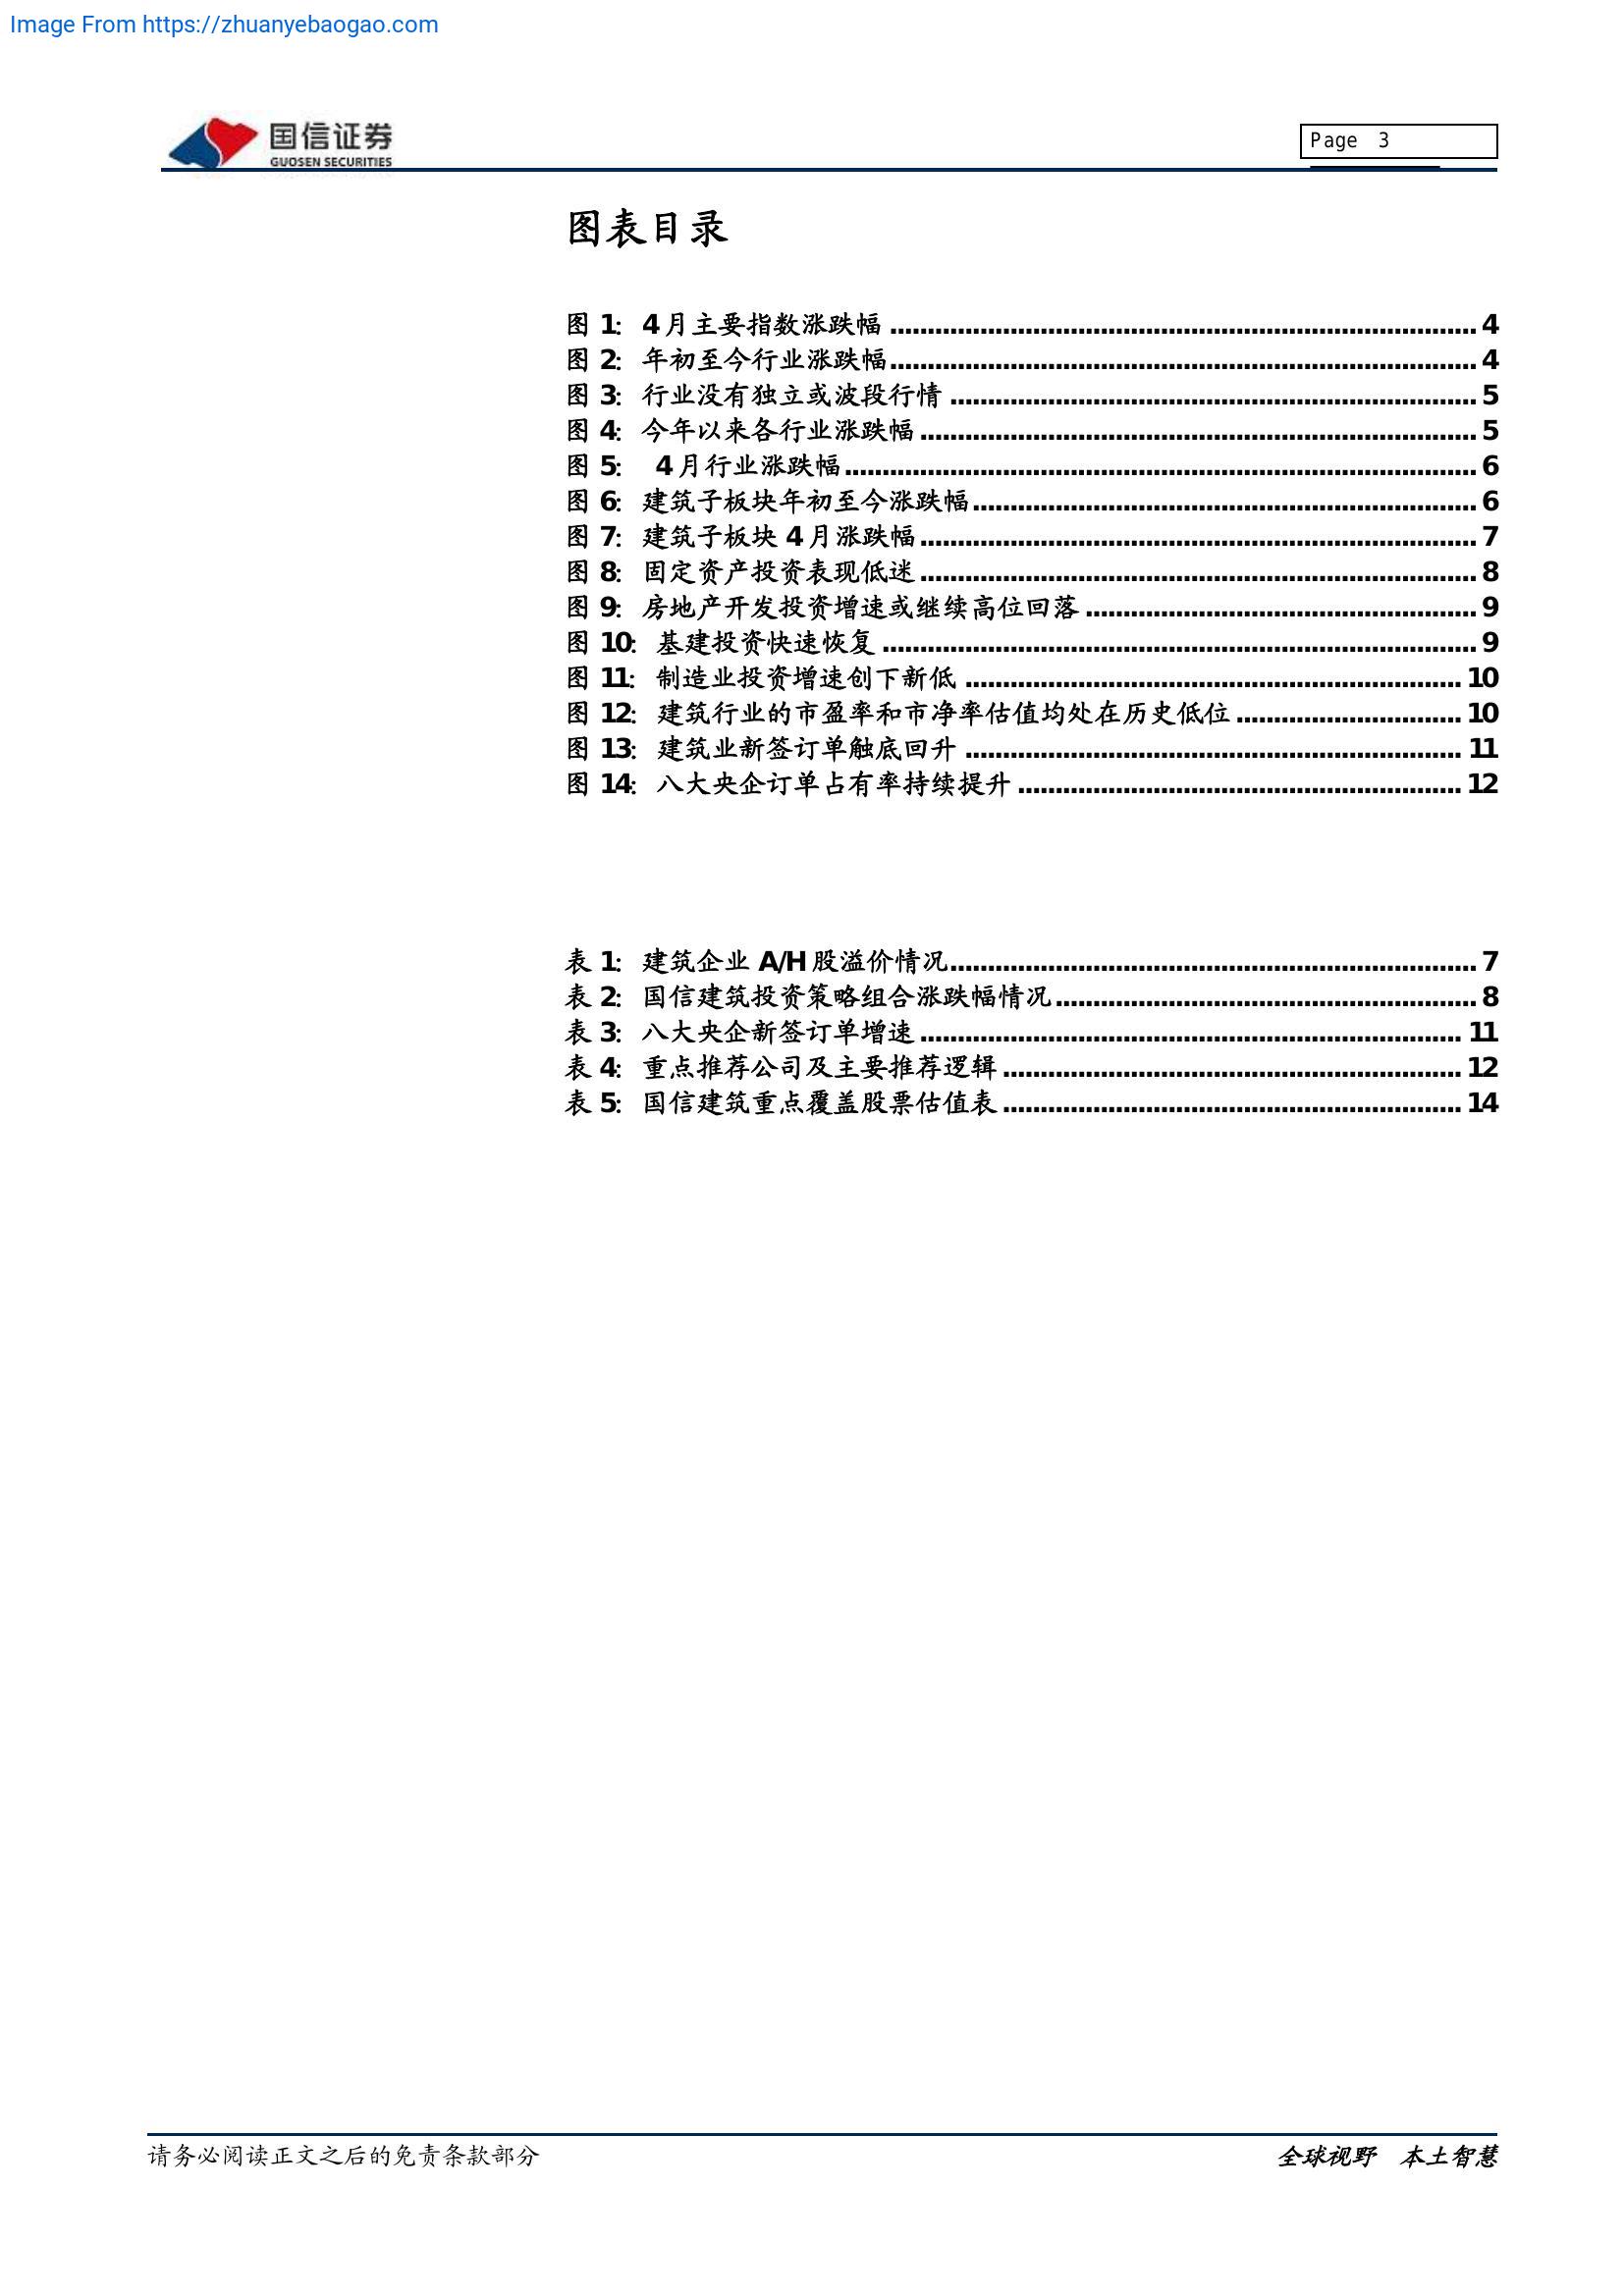 Image From https://zhuanyebaogao.com
国信证券
GUOSEN SECURITIES
Page 3
图表目录
图 1: 4 月主要指数涨跌幅 ........ 4
图 2: 年初至今行业涨跌幅 ........ 4
图 3: 行业没有独立或波段行情 ........ 5
图 4: 今年以来各行业涨跌幅 ........ 5
图 5: 4 月行业涨跌幅 ........ 6
图 6: 建筑子板块年初至今涨跌幅 ........ 6
图 7: 建筑子板块 4 月涨跌幅 ........ 7
图 8: 固定资产投资表现低迷 ........ 8
图 9: 房地产开发投资增速或继续高位回落 ........ 9
图 10: 基建投资快速恢复 ........ 9
图 11: 制造业投资增速创下新低 ........ 10
图 12: 建筑行业的市盈率和市净率估值均处在历史低位 ........ 10
图 13: 建筑业新签订单触底回升 ........ 11
图 14: 八大央企订单占有率持续提升 ........ 12
表 1: 建筑企业 A/H 股溢价情况 ........ 7
表 2: 国信建筑投资策略组合涨跌幅情况 ........ 8
表 3: 八大央企新签订单增速 ........ 11
表 4: 重点推荐公司及主要推荐逻辑 ........ 12
表 5: 国信建筑重点覆盖股票估值表 ........ 14
请务必阅读正文之后的免责条款部分
全球视野 本土智慧